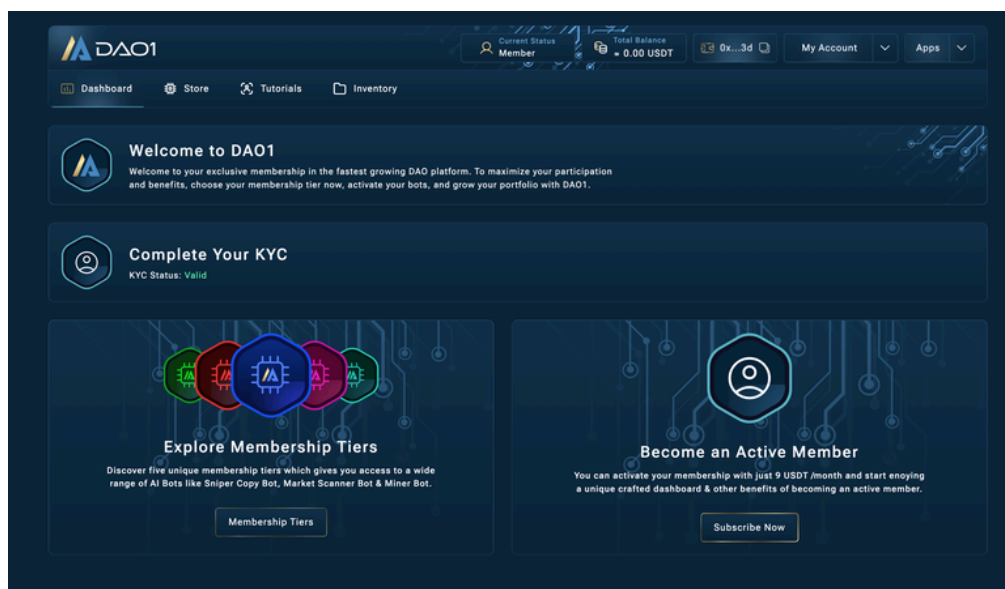 DAO1
Current Status
Member
Total Balance
≈ 0.00 USDT
0x...3d
My Account
Apps
Dashboard
Store
Tutorials
Inventory
Welcome to DAO1
Welcome to your exclusive membership in the fastest growing DAO platform. To maximize your participation
and benefits, choose your membership tier now, activate your bots, and grow your portfolio with DAO1.
Complete Your KYC
KYC Status: Valid
Explore Membership Tiers
Discover five unique membership tiers which gives you access to a wide
range of AI Bots like Sniper Copy Bot, Market Scanner Bot & Miner Bot.
Membership Tiers
Become an Active Member
You can activate your membership with just 9 USDT /month and start enoying
a unique crafted dashboard & other benefits of becoming an active member.
Subscribe Now